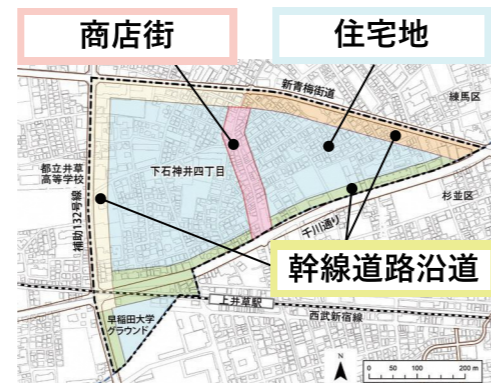 商店街
住宅地
新青梅街道
練馬区
都立井草
高等学校
下石神井四丁目
補助132号線
杉並区
千川通り
幹線道路沿道
上井草駅
早稲田大学
グラウンド
西武新宿線
N
0 50 100 200 m